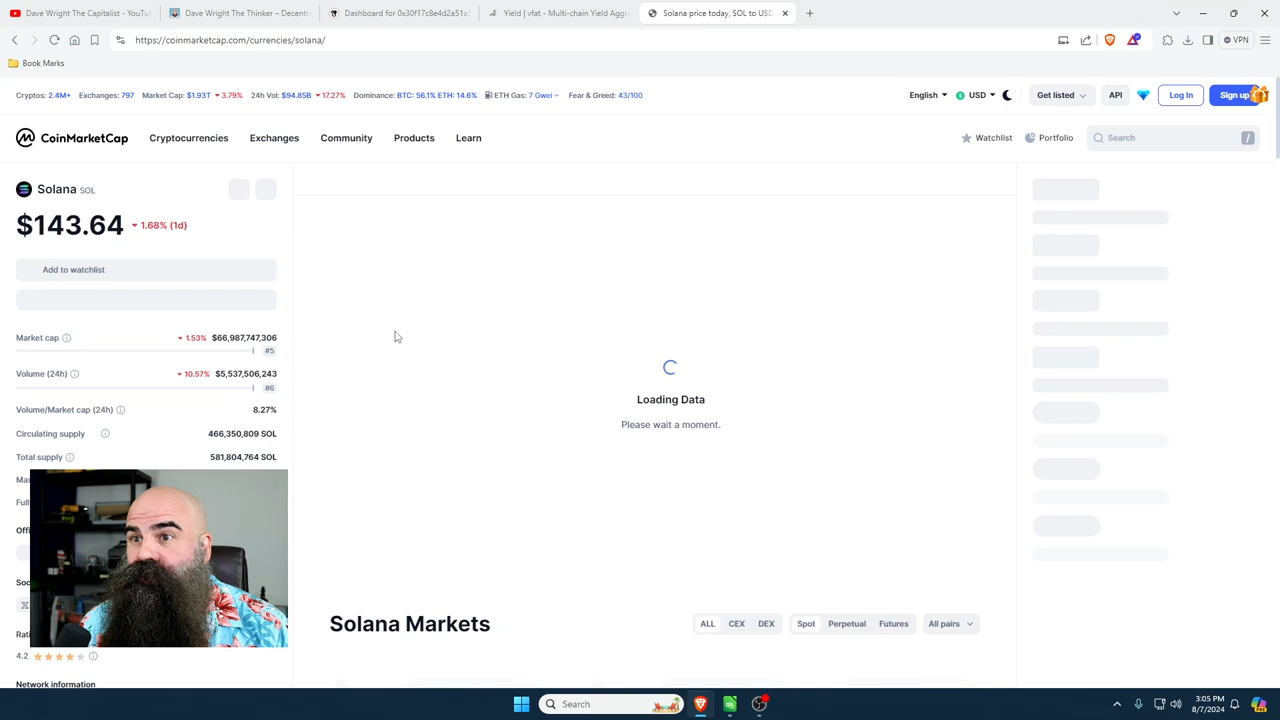 Dave Wright The Capitalist - YouT
Dave Wright The Thinker – Decentr
Dashboard for 0x30f17c8e4d2a51a5
Yield | vfat - Multi-chain Yield Aggr
Solana price today, SOL to USD
https://coinmarketcap.com/currencies/solana/
VPN
Book Marks
Cryptos: 2.4M+ Exchanges: 797 Market Cap: $1.93T 3.79% 24h Vol: $94.85B 17.27% Dominance: BTC: 56.1% ETH: 14.6% ETH Gas: 7 Gwei Fear & Greed: 43/100
English USD Get listed API Log In Sign up
CoinMarketCap Cryptocurrencies Exchanges Community Products Learn
Watchlist Portfolio Search /
Solana SOL
$143.64 1.68% (1d)
Add to watchlist
Market cap 1.53% $66,987,747,306
#5
Volume (24h) 10.57% $5,537,506,243
#6
Volume/Market cap (24h) 8.27%
Circulating supply 466,350,809 SOL
Total supply 581,804,764 SOL
4.2
Network information
Loading Data
Please wait a moment.
Solana Markets
ALL CEX DEX Spot Perpetual Futures All pairs
Search
3:05 PM
8/7/2024